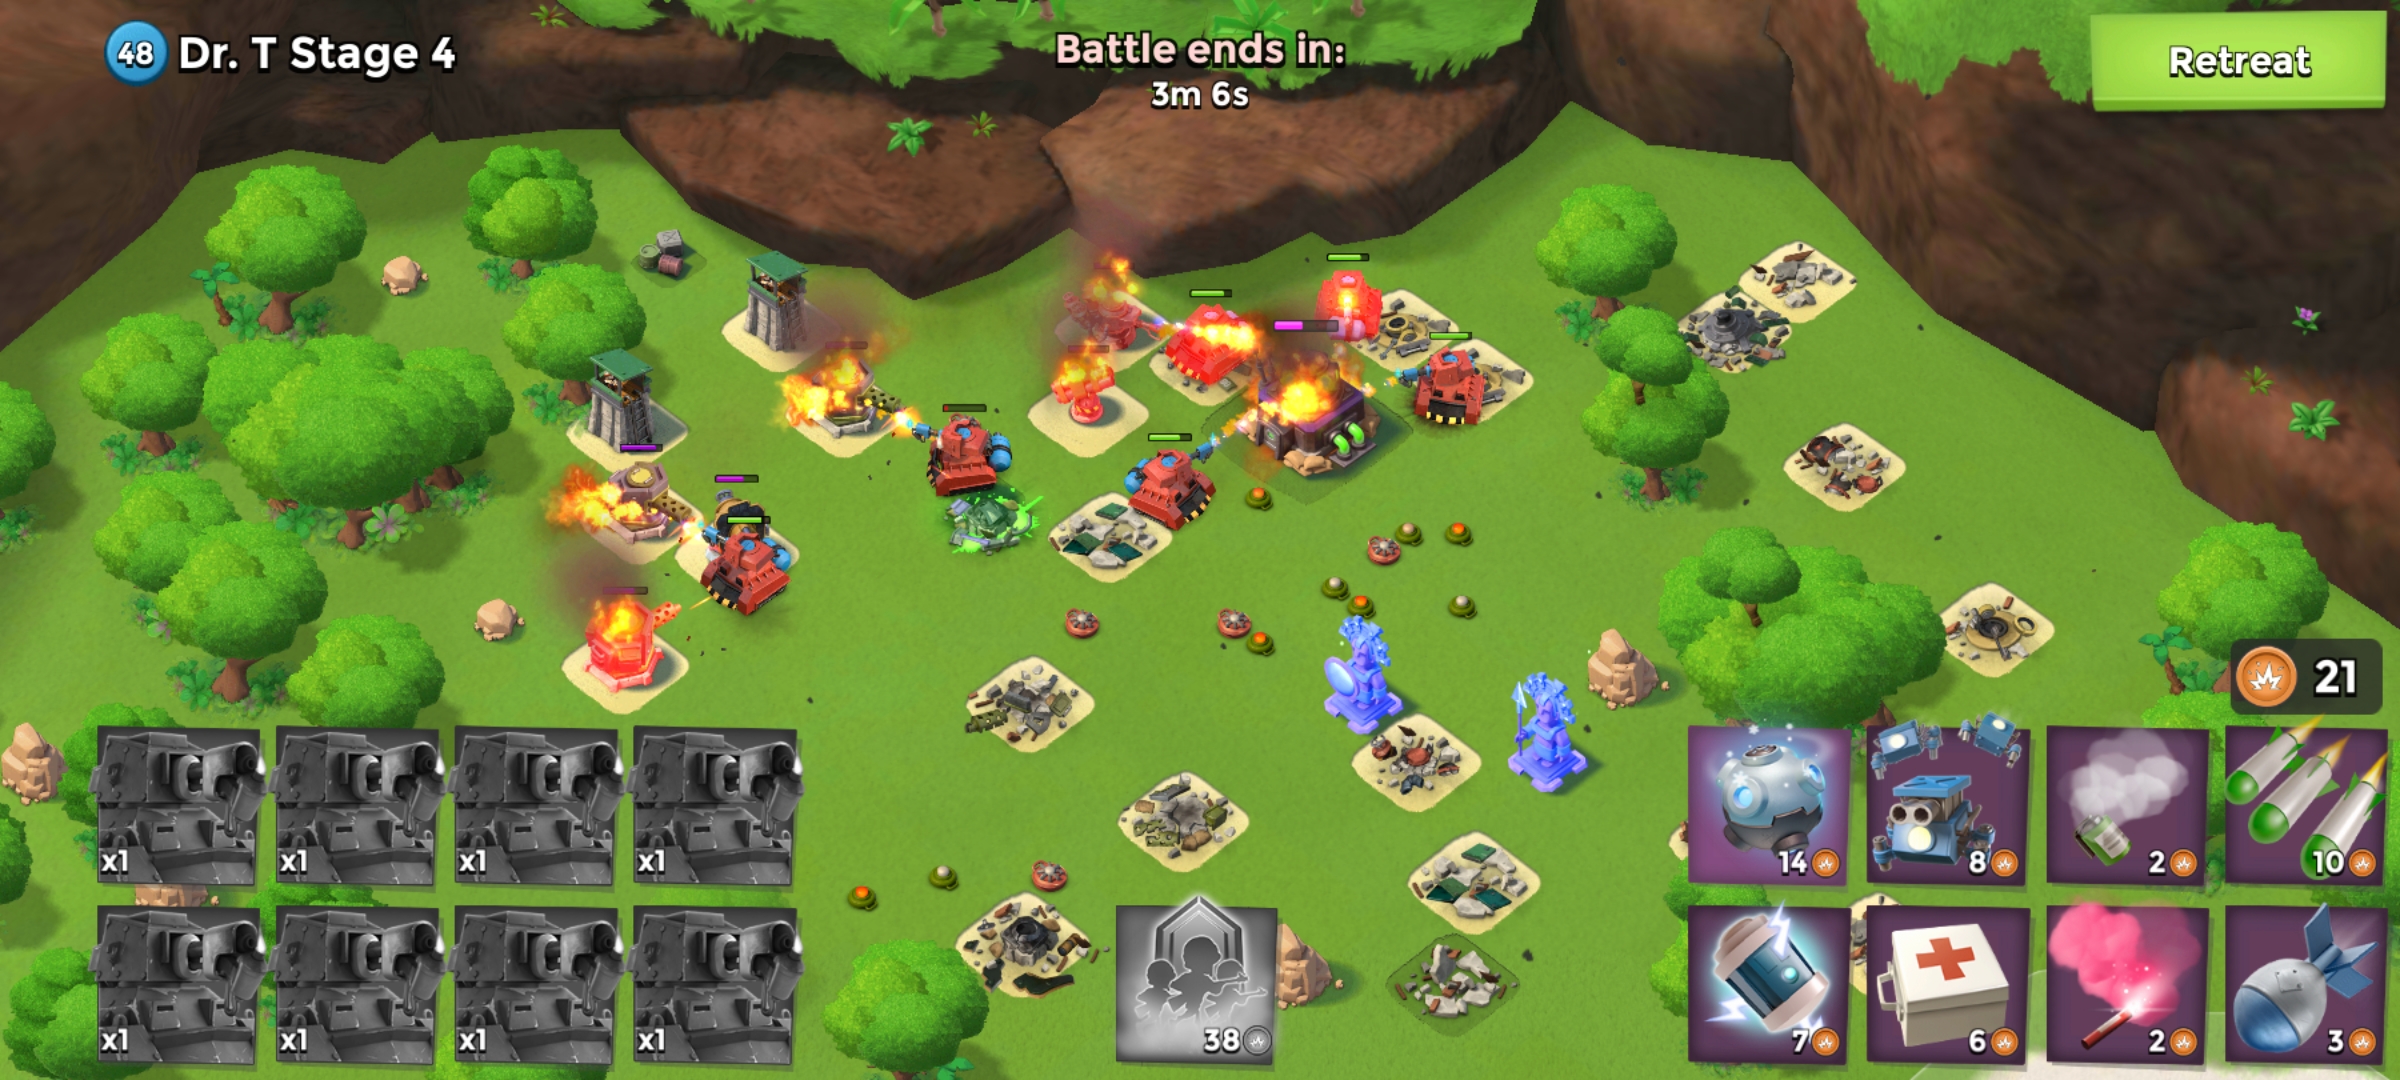 48 Dr. T Stage 4
Battle ends in:
3m 6s
Retreat
21
x1 x1 x1 x1
14 8 2 10
x1 x1 x1 x1
38
7 6 2 3